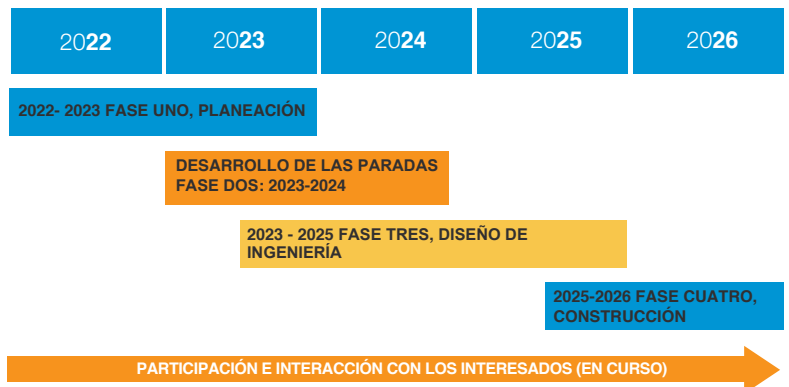 2022
2023
2024
2025
2026
2022- 2023 FASE UNO, PLANEACIÓN
DESARROLLO DE LAS PARADAS
FASE DOS: 2023-2024
2023 - 2025 FASE TRES, DISEÑO DE
INGENIERÍA
2025-2026 FASE CUATRO,
CONSTRUCCIÓN
PARTICIPACIÓN E INTERACCIÓN CON LOS INTERESADOS (EN CURSO)